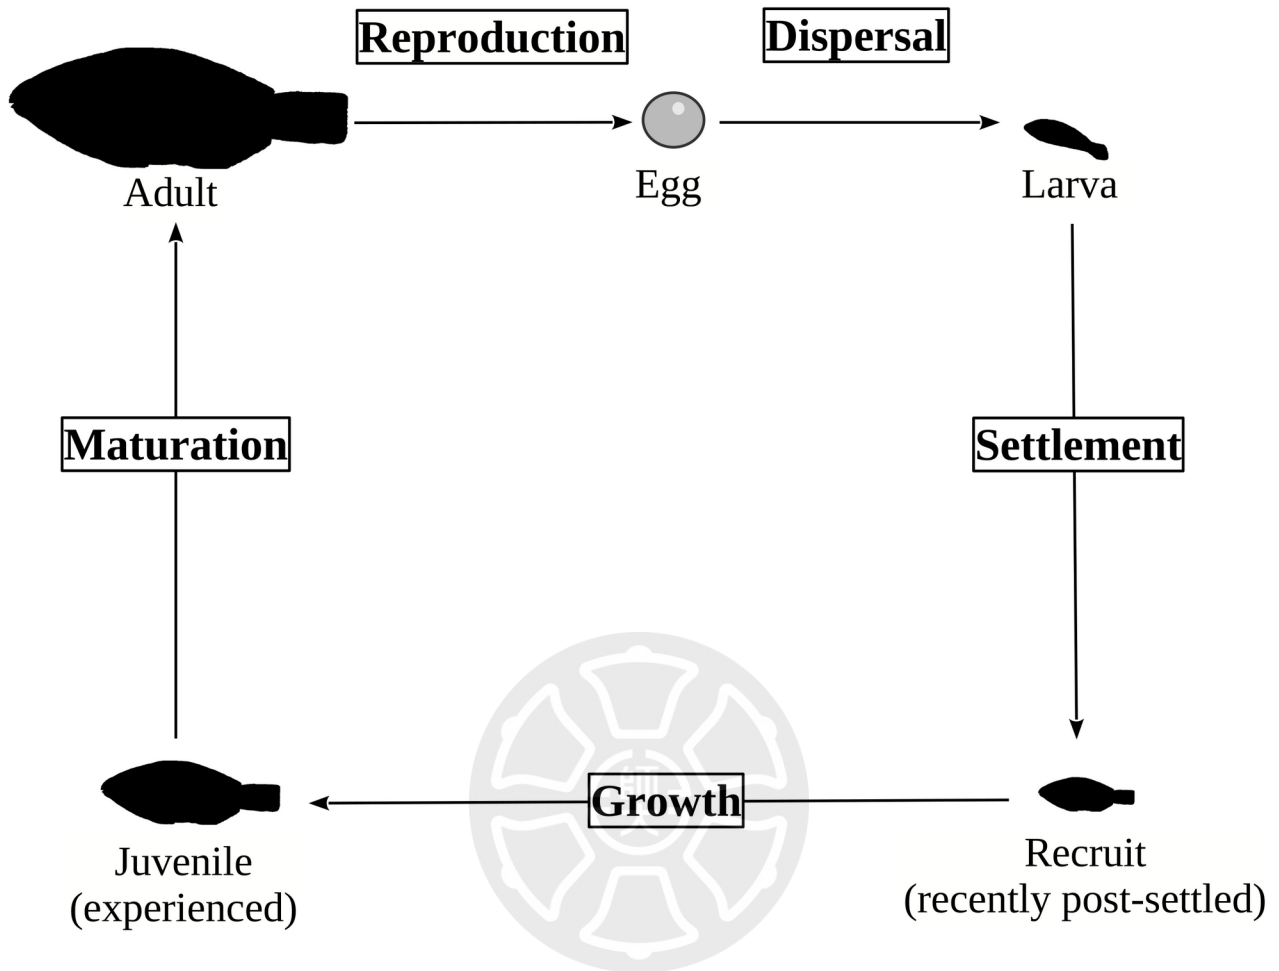 Reproduction
Dispersal
Adult
Egg
Larva
Maturation
Settlement
Growth
Juvenile
(experienced)
Recruit
(recently post-settled)